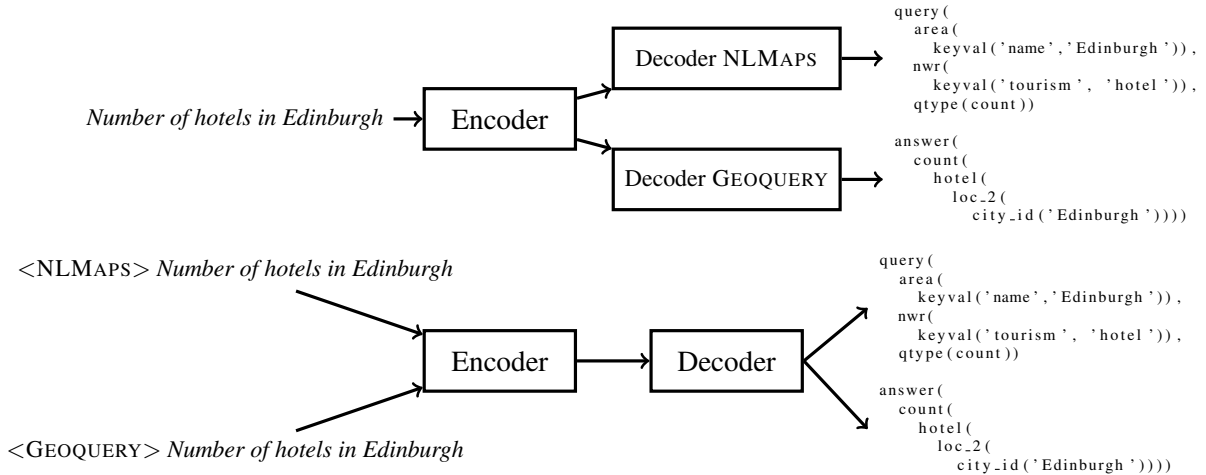 Number of hotels in Edinburgh
Encoder
Decoder NLMAPS
query(
area(
keyval('name','Edinburgh')),
nwr(
keyval('tourism', 'hotel')),
qtype(count))
Decoder GEOQUERY
answer(
count(
hotel(
loc_2(
city_id('Edinburgh'))))
<NLMAPS> Number of hotels in Edinburgh
<GEOQUERY> Number of hotels in Edinburgh
Encoder
Decoder
query(
area(
keyval('name','Edinburgh')),
nwr(
keyval('tourism', 'hotel')),
qtype(count))
answer(
count(
hotel(
loc_2(
city_id('Edinburgh'))))